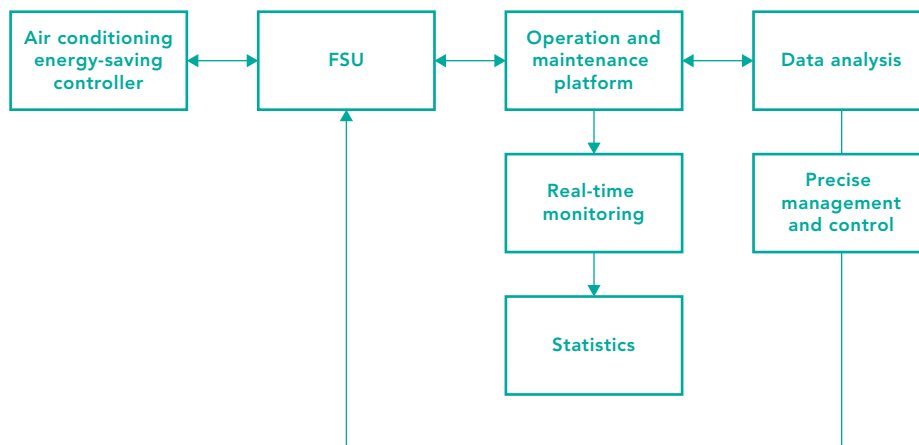 Air conditioning
energy-saving
controller
FSU
Operation and
maintenance
platform
Data analysis
Real-time
monitoring
Precise
management
and control
Statistics